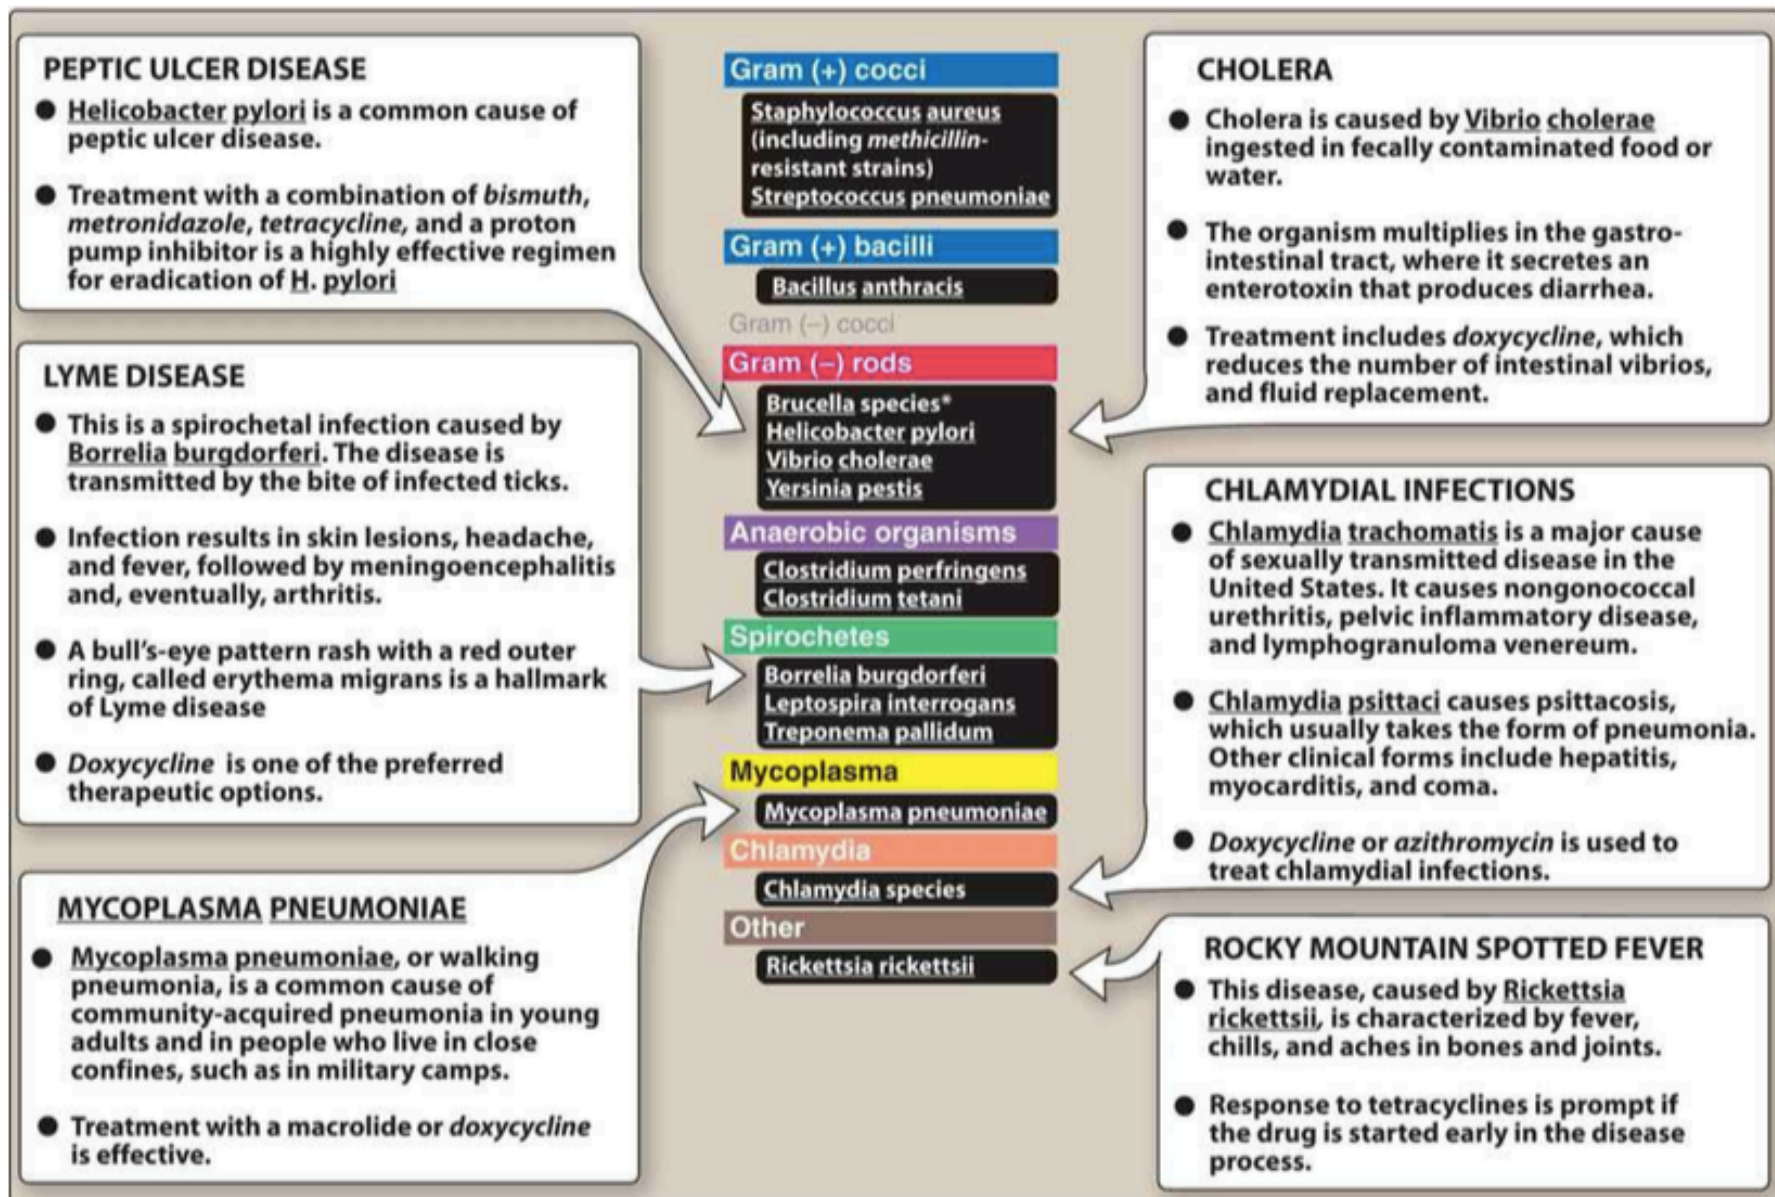 PEPTIC ULCER DISEASE
● Helicobacter pylori is a common cause of
peptic ulcer disease.
● Treatment with a combination of bismuth,
metronidazole, tetracycline, and a proton
pump inhibitor is a highly effective regimen
for eradication of H. pylori
LYME DISEASE
● This is a spirochetal infection caused by
Borrelia burgdorferi. The disease is
transmitted by the bite of infected ticks.
● Infection results in skin lesions, headache,
and fever, followed by meningoencephalitis
and, eventually, arthritis.
● A bull's-eye pattern rash with a red outer
ring, called erythema migrans is a hallmark
of Lyme disease
● Doxycycline is one of the preferred
therapeutic options.
MYCOPLASMA PNEUMONIAE
● Mycoplasma pneumoniae, or walking
pneumonia, is a common cause of
community-acquired pneumonia in young
adults and in people who live in close
confines, such as in military camps.
● Treatment with a macrolide or doxycycline
is effective.
Gram (+) cocci
Staphylococcus aureus
(including methicillin-
resistant strains)
Streptococcus pneumoniae
Gram (+) bacilli
Bacillus anthracis
Gram (–) cocci
Gram (–) rods
Brucella species*
Helicobacter pylori
Vibrio cholerae
Yersinia pestis
Anaerobic organisms
Clostridium perfringens
Clostridium tetani
Spirochetes
Borrelia burgdorferi
Leptospira interrogans
Treponema pallidum
Mycoplasma
Mycoplasma pneumoniae
Chlamydia
Chlamydia species
Other
Rickettsia rickettsii
CHOLERA
● Cholera is caused by Vibrio cholerae
ingested in fecally contaminated food or
water.
● The organism multiplies in the gastro-
intestinal tract, where it secretes an
enterotoxin that produces diarrhea.
● Treatment includes doxycycline, which
reduces the number of intestinal vibrios,
and fluid replacement.
CHLAMYDIAL INFECTIONS
● Chlamydia trachomatis is a major cause
of sexually transmitted disease in the
United States. It causes nongonococcal
urethritis, pelvic inflammatory disease,
and lymphogranuloma venereum.
● Chlamydia psittaci causes psittacosis,
which usually takes the form of pneumonia.
Other clinical forms include hepatitis,
myocarditis, and coma.
● Doxycycline or azithromycin is used to
treat chlamydial infections.
ROCKY MOUNTAIN SPOTTED FEVER
● This disease, caused by Rickettsia
rickettsii, is characterized by fever,
chills, and aches in bones and joints.
● Response to tetracyclines is prompt if
the drug is started early in the disease
process.